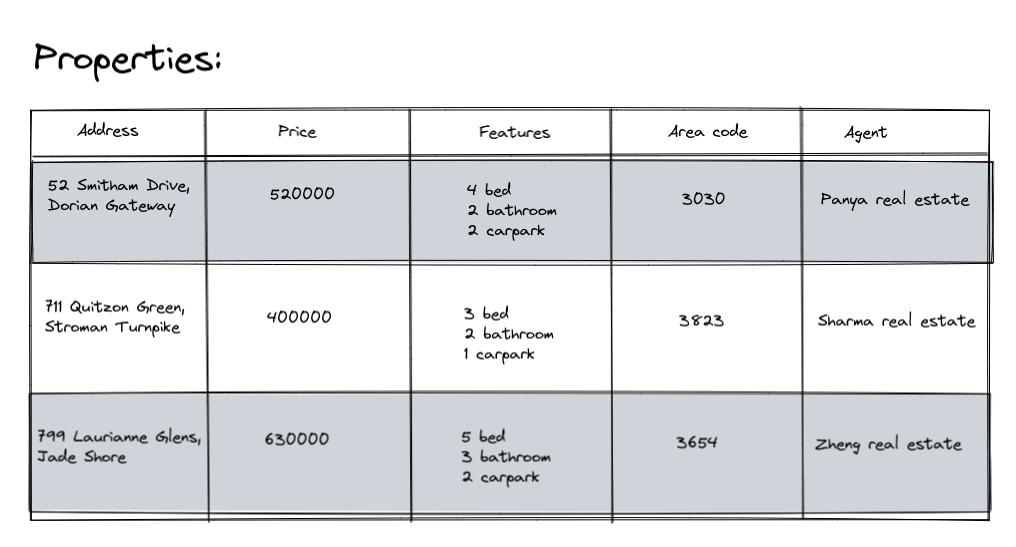 Properties:
Address Price Features Area code Agent
52 Smitham Drive,
Dorian Gateway
520000
4 bed
2 bathroom
2 carpark
3030
Panya real estate
711 Quitzon Green,
Stroman Turnpike
400000
3 bed
2 bathroom
1 carpark
3823
Sharma real estate
799 Laurianne Glens,
Jade Shore
630000
5 bed
3 bathroom
2 carpark
3654
Zheng real estate